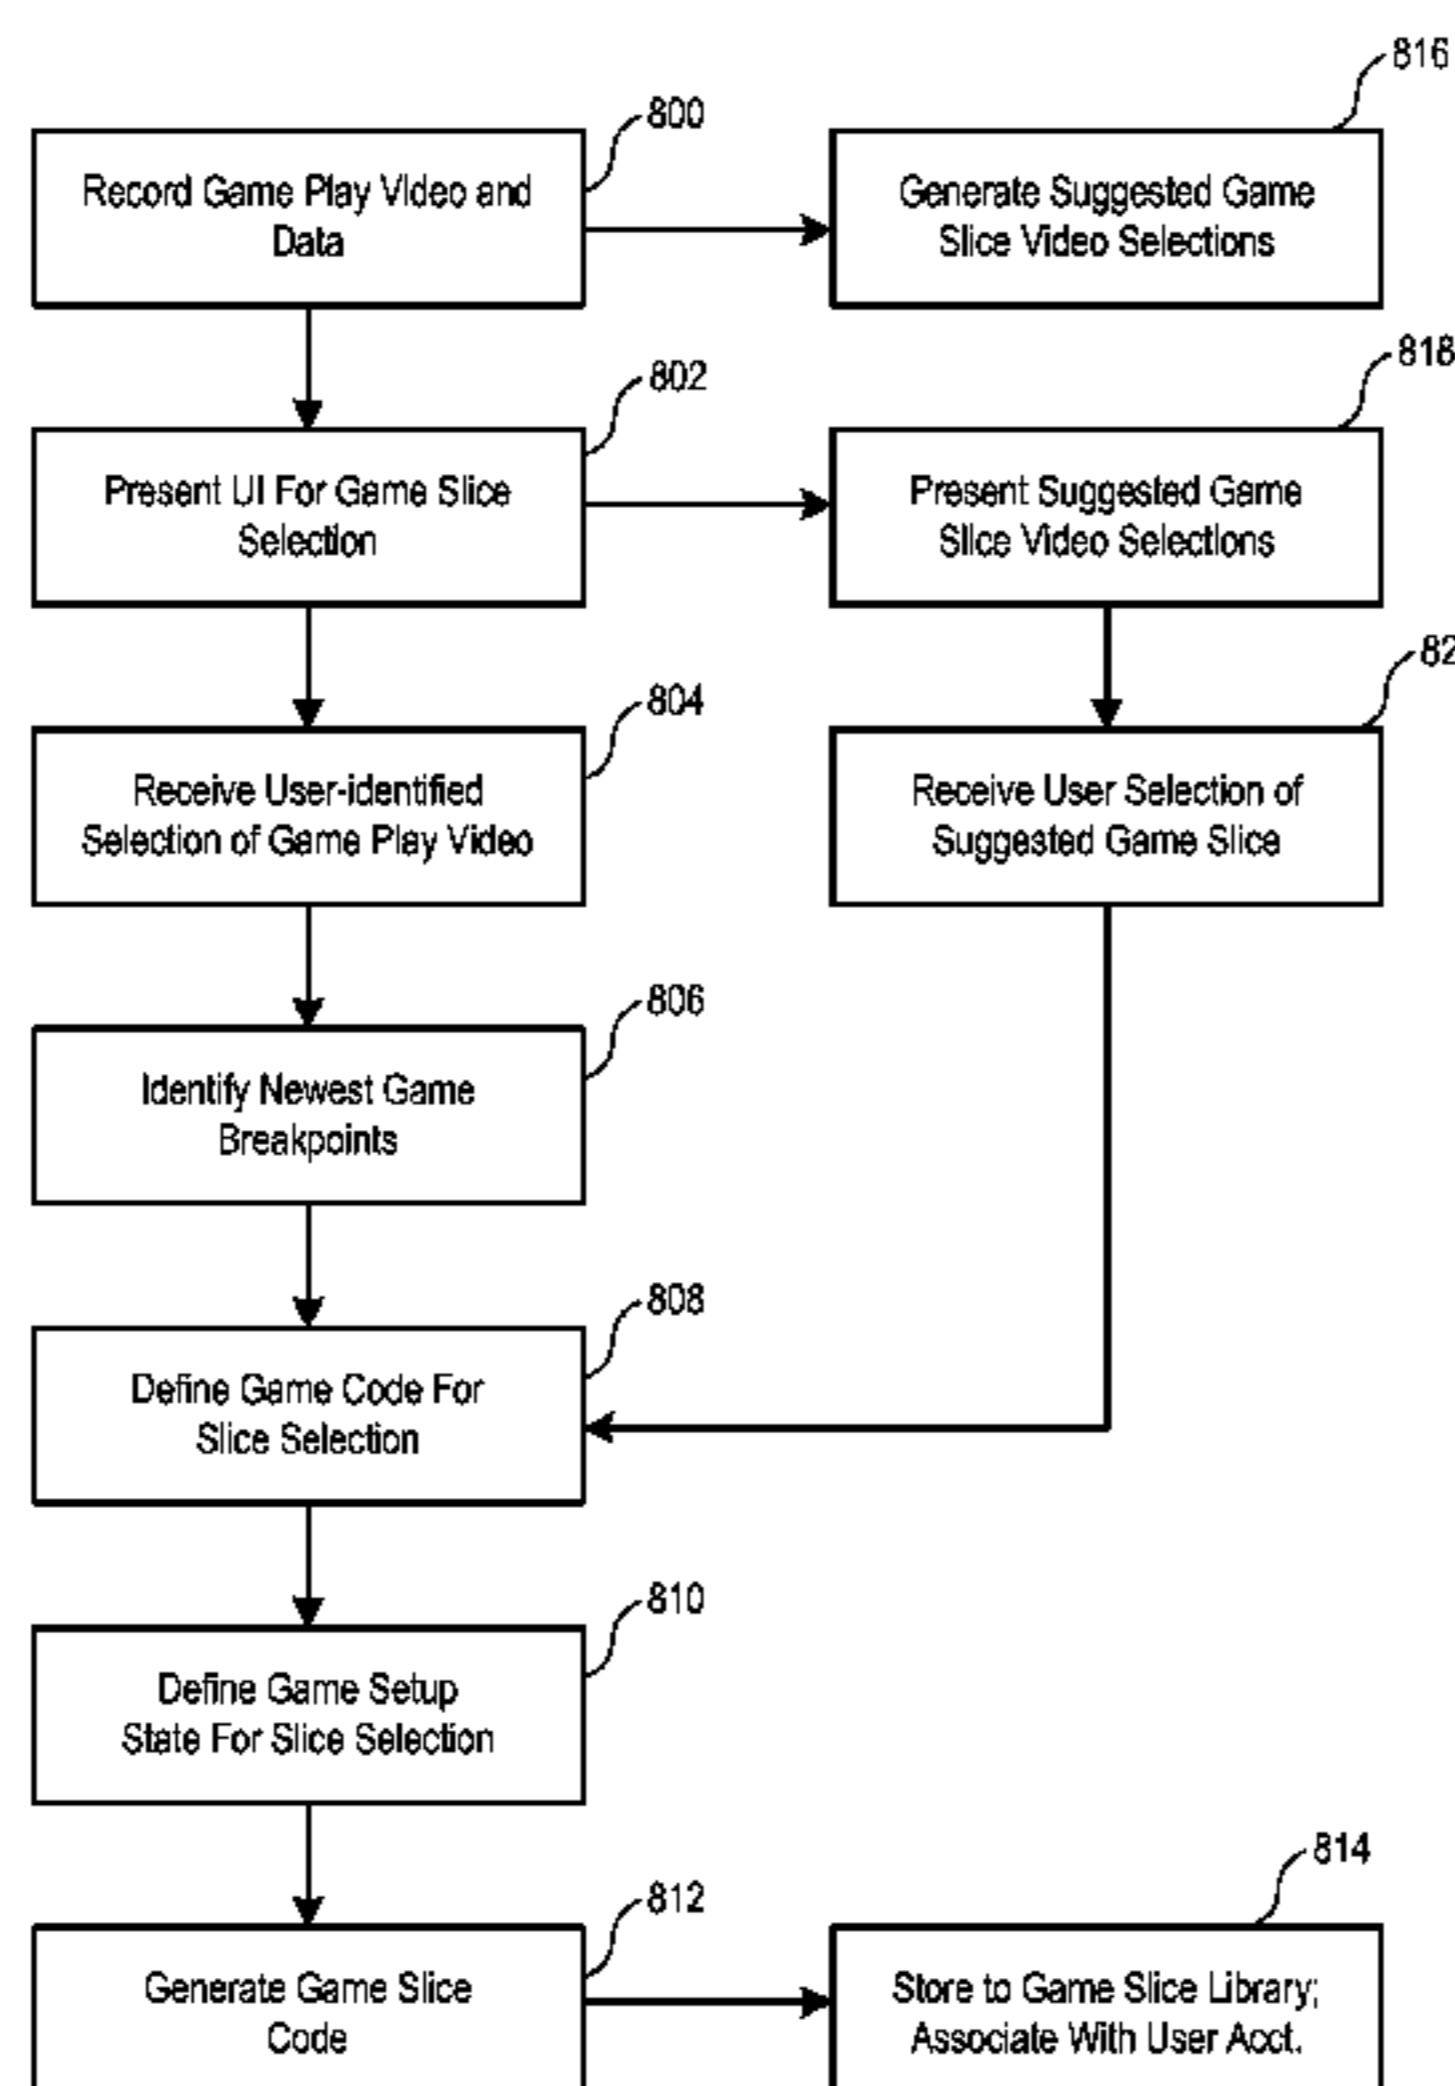 816
800
Record Game Play Video and
Data
Generate Suggested Game
Slice Video Selections
818
802
Present UI For Game Slice
Selection
Present Suggested Game
Slice Video Selections
82
804
Receive User-identified
Selection of Game Play Video
Receive User Selection of
Suggested Game Slice
806
Identify Newest Game
Breakpoints
808
Define Game Code For
Slice Selection
810
Define Game Setup
State For Slice Selection
814
812
Generate Game Slice
Code
Store to Game Slice Library;
Associate With User Acct.